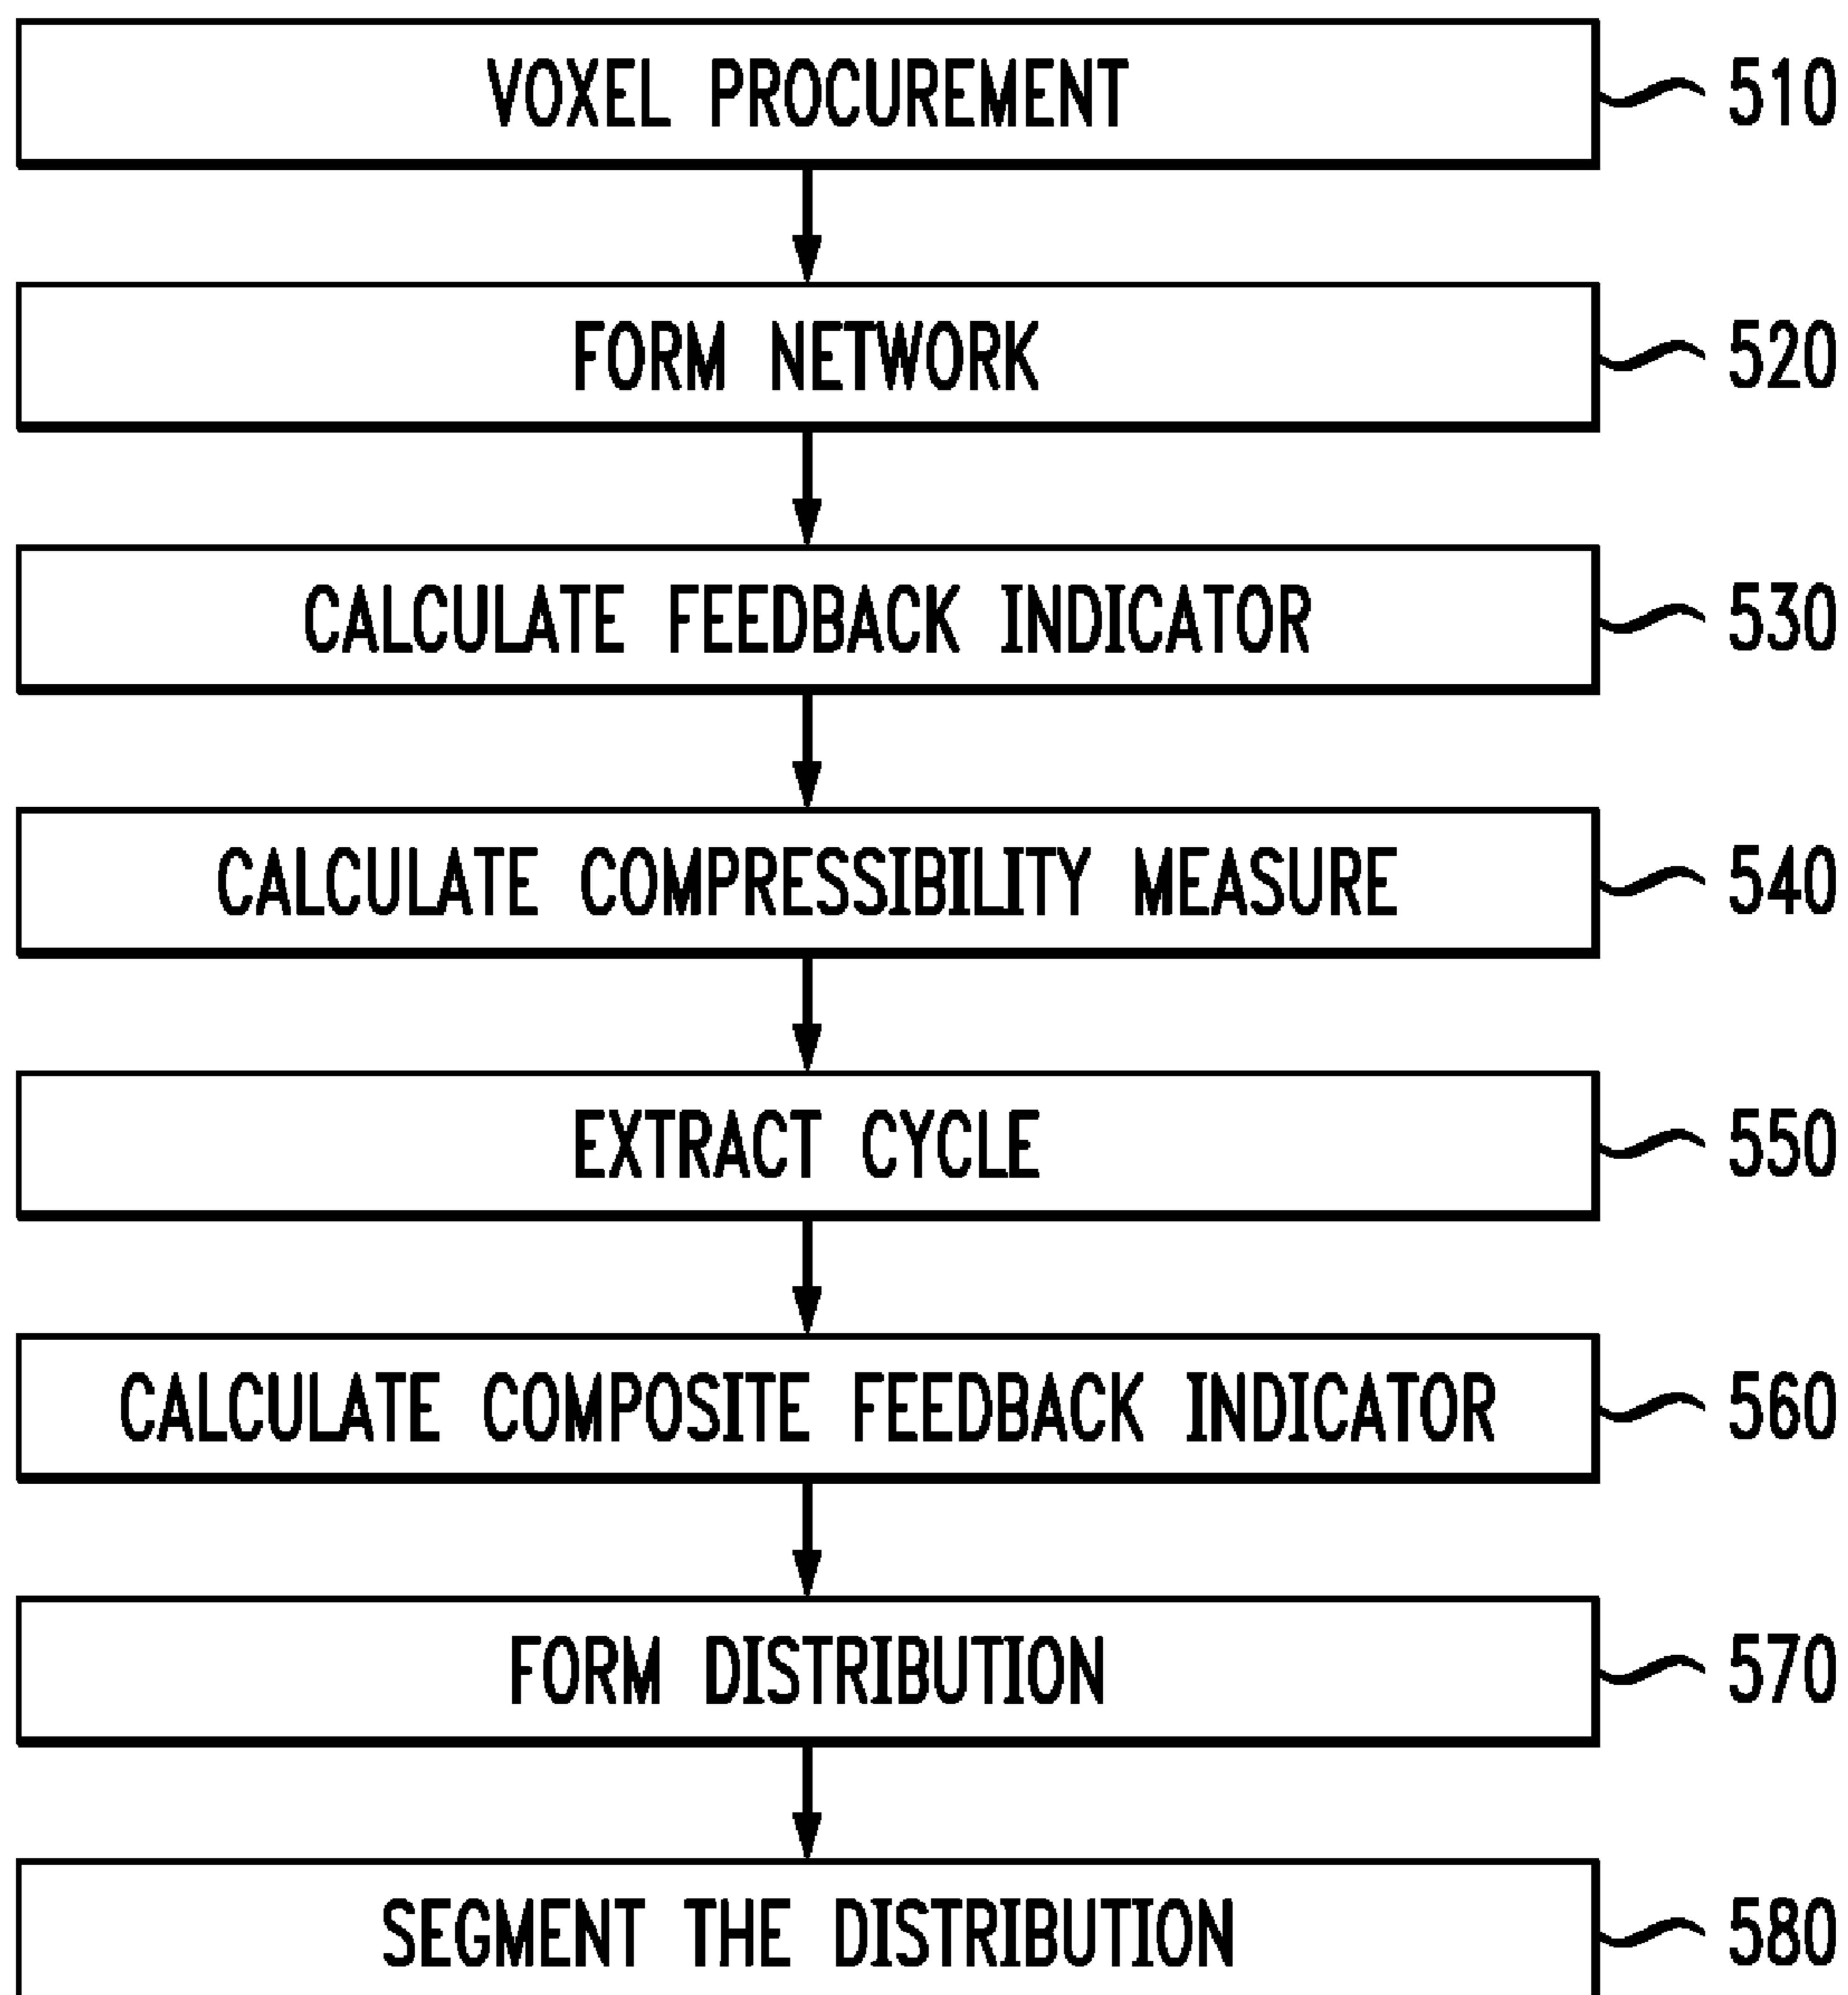 VOXEL PROCUREMENT 510
FORM NETWORK 520
CALCULATE FEEDBACK INDICATOR 530
CALCULATE COMPRESSIBILITY MEASURE 540
EXTRACT CYCLE 550
CALCULATE COMPOSITE FEEDBACK INDICATOR 560
FORM DISTRIBUTION 570
SEGMENT THE DISTRIBUTION 580